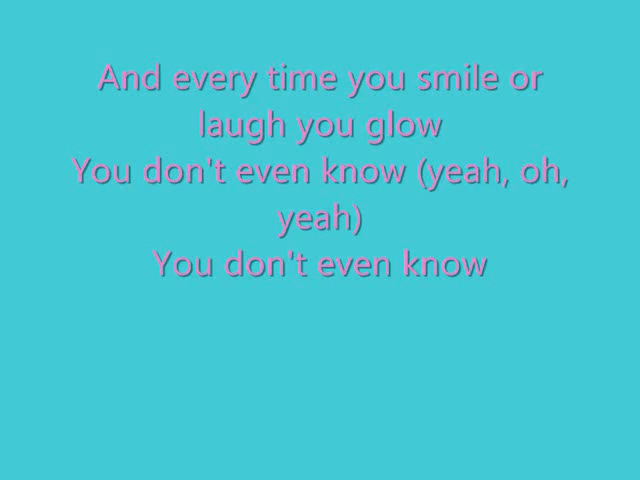 And every time you smile or
laugh you glow
You don't even know (yeah, oh,
yeah)
You don't even know